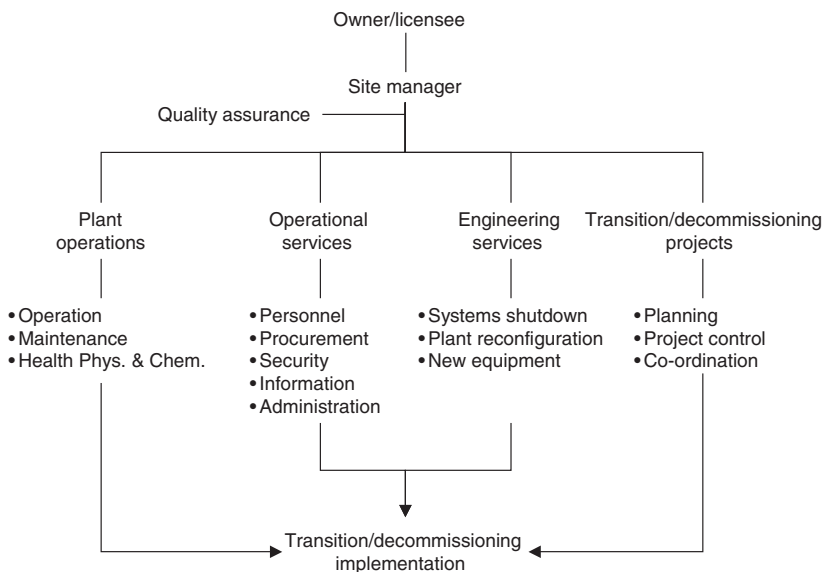 Owner/licensee
Site manager
Quality assurance
Plant
operations
Operational
services
Engineering
services
Transition/decommissioning
projects
•Operation
•Maintenance
•Health Phys. & Chem.
•Personnel
•Procurement
•Security
•Information
•Administration
•Systems shutdown
•Plant reconfiguration
•New equipment
•Planning
•Project control
•Co-ordination
Transition/decommissioning
implementation